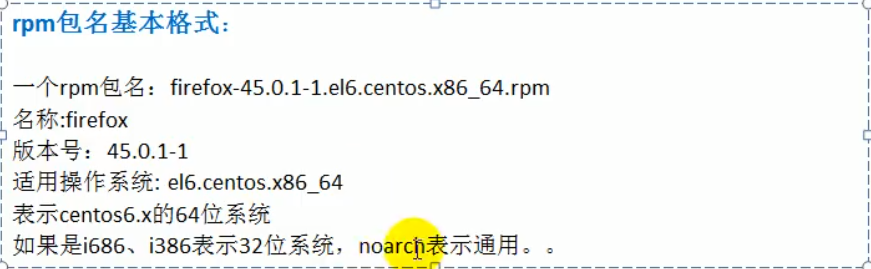 rpm包名基本格式：
一个rpm包名：firefox-45.0.1-1.el6.centos.x86_64.rpm
名称:firefox
版本号：45.0.1-1
适用操作系统: el6.centos.x86_64
表示centos6.x的64位系统
如果是i686、i386表示32位系统，noarch表示通用。。